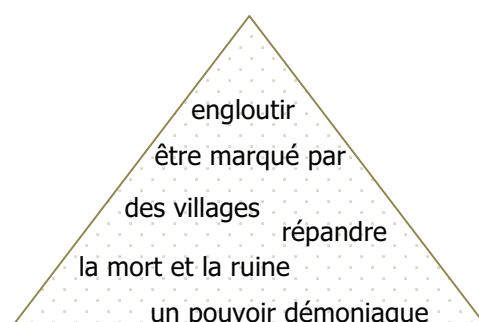 engloutir
être marqué par
des villages
répandre
la mort et la ruine
un pouvoir démoniaque